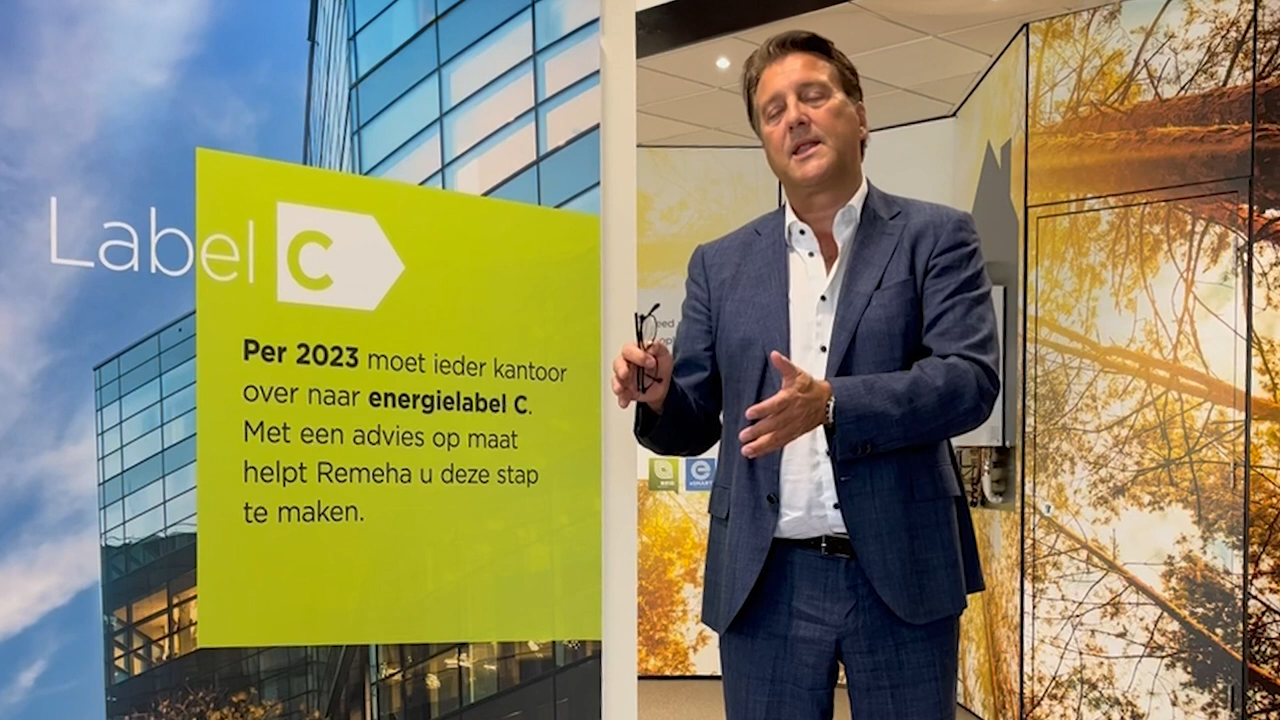 Label C
Per 2023 moet ieder kantoor
over naar energielabel C.
Met een advies op maat
helpt Remeha u deze stap
te maken.